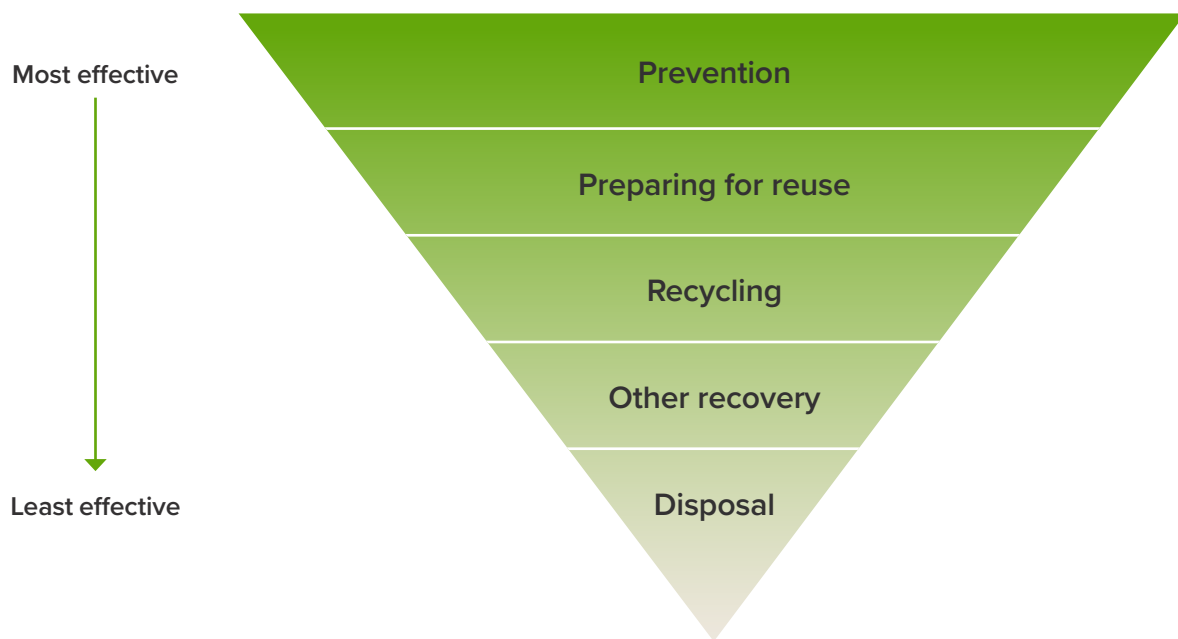 Most effective
Prevention
Preparing for reuse
Recycling
Other recovery
Least effective
Disposal